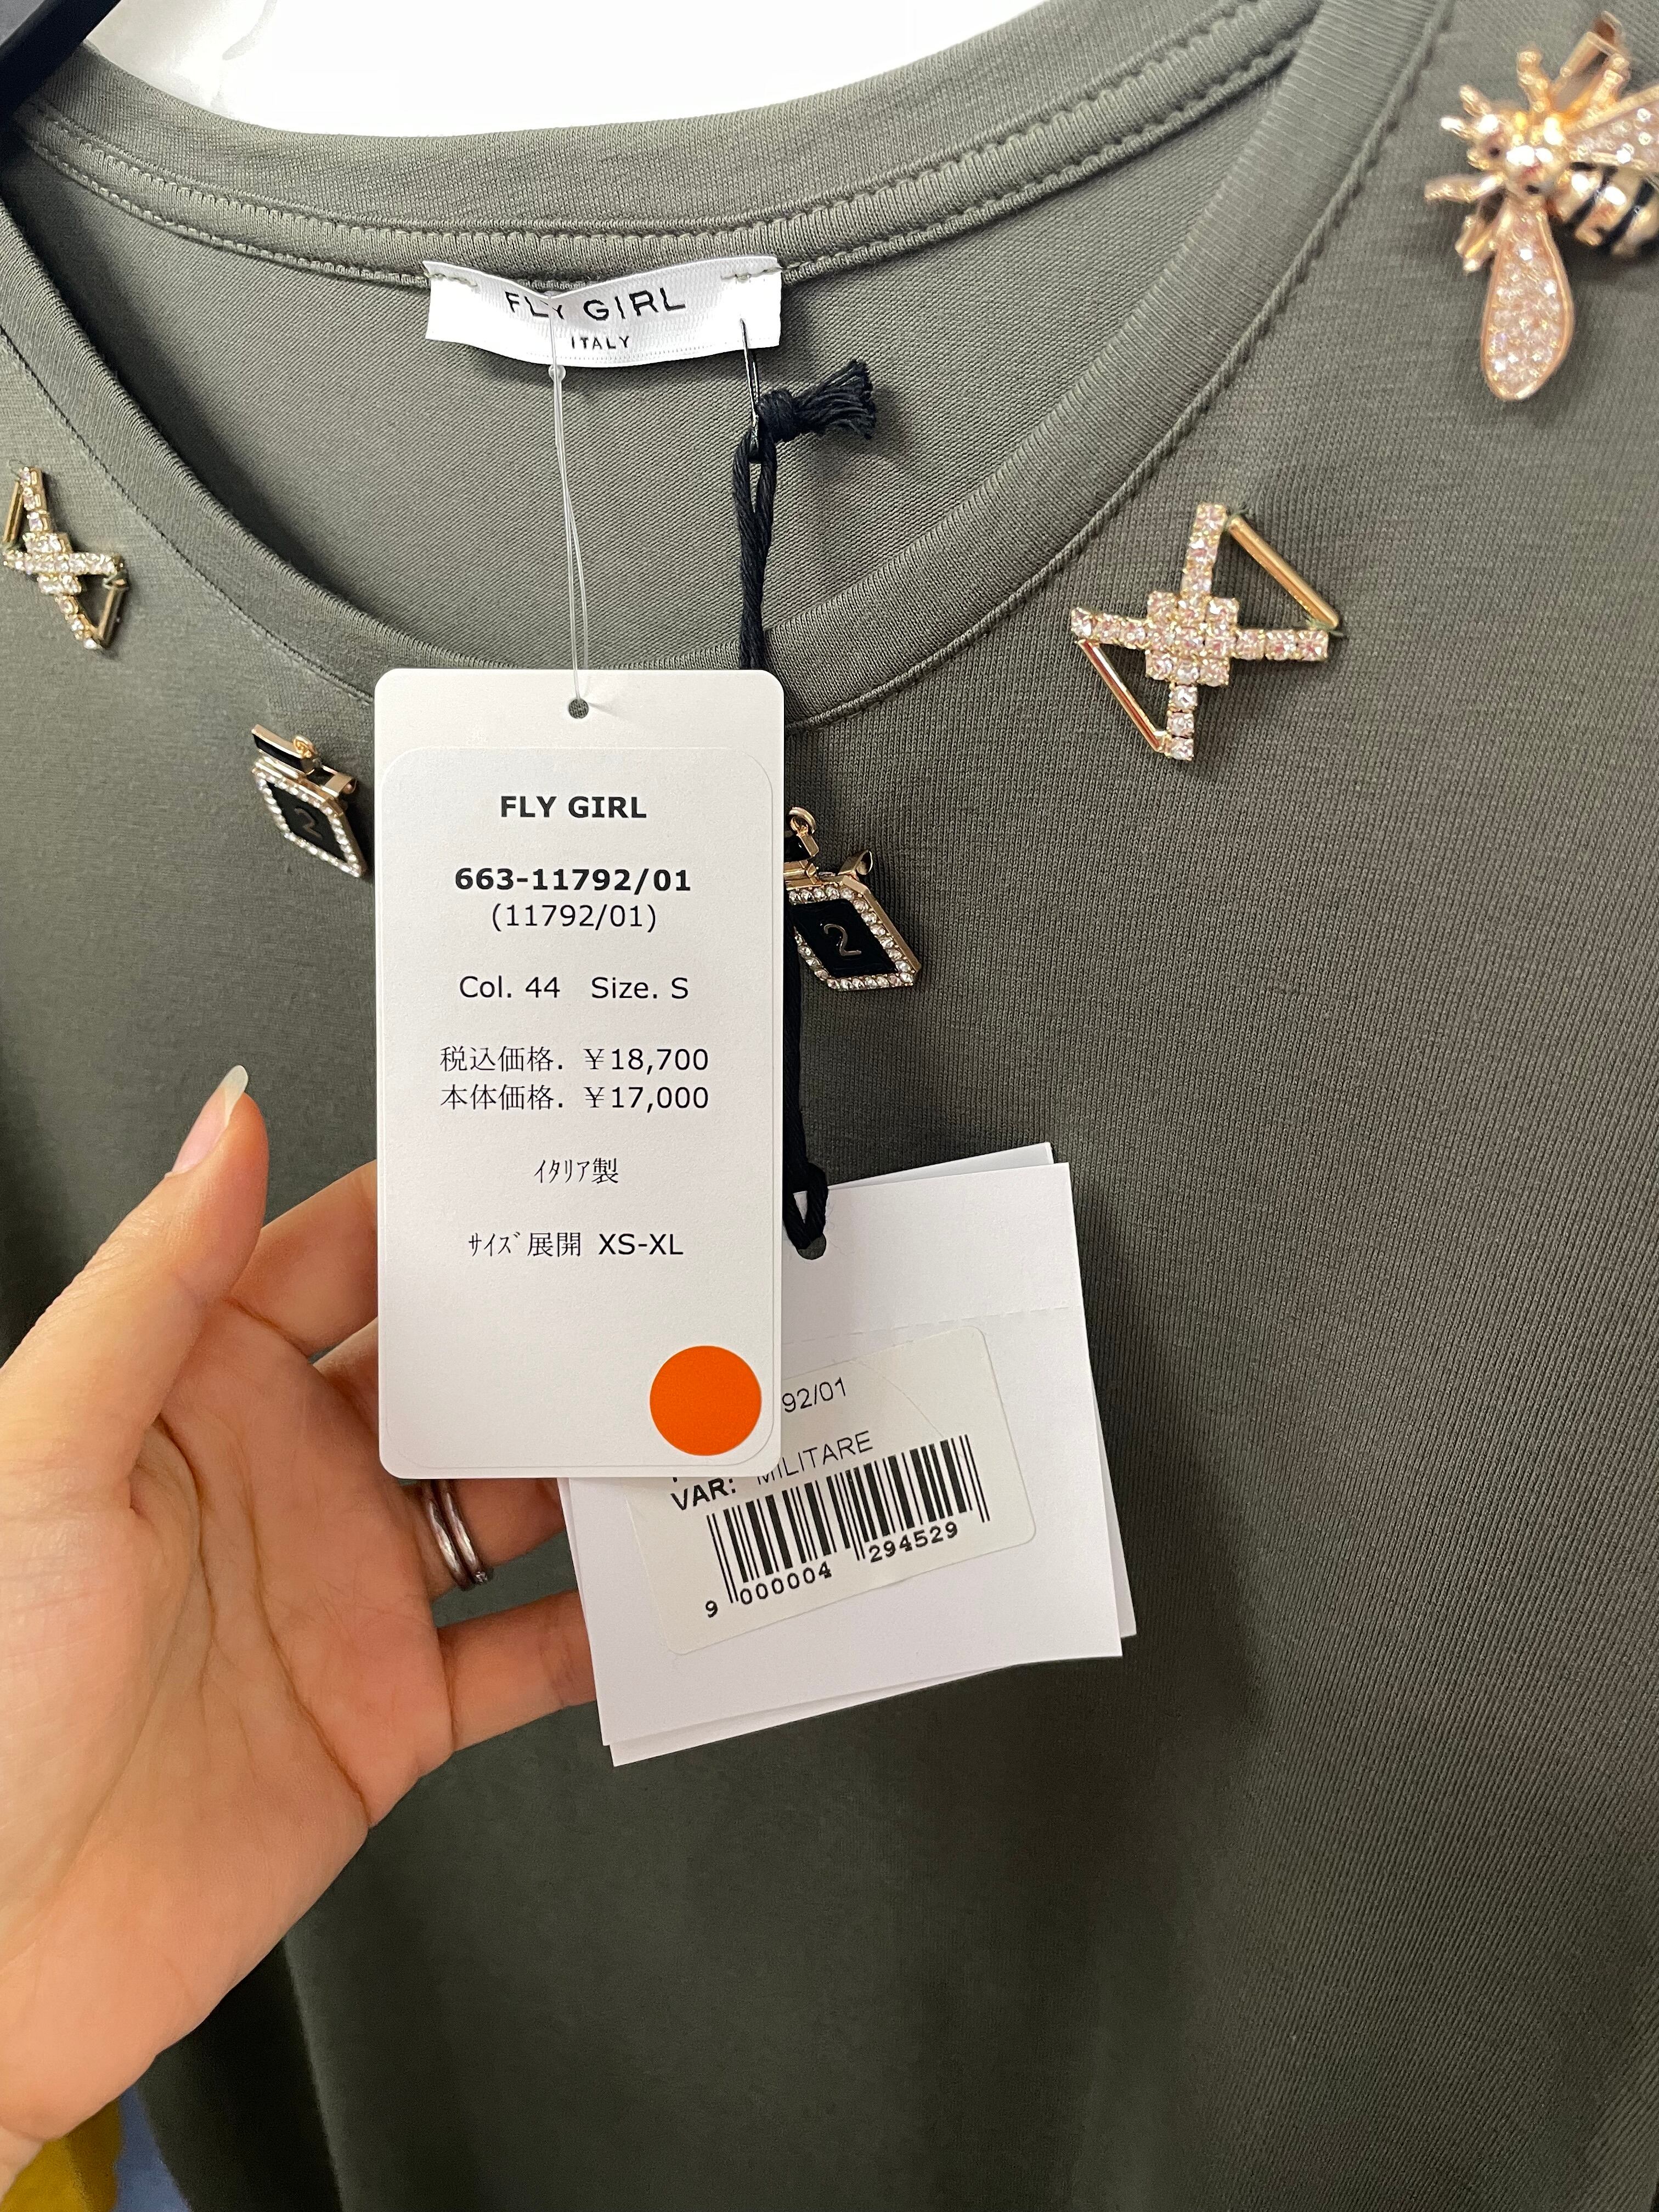 FLY GIRL
ITALY
FLY GIRL
663-11792/01
(11792/01)
Col. 44 Size. S
税込価格. ￥18,700
本体価格. ￥17,000
ｲﾀﾘｱ製
ｻｲｽﾞ展開 XS-XL
2
2
92/01
VAR: MILITARE
9 000004 294529